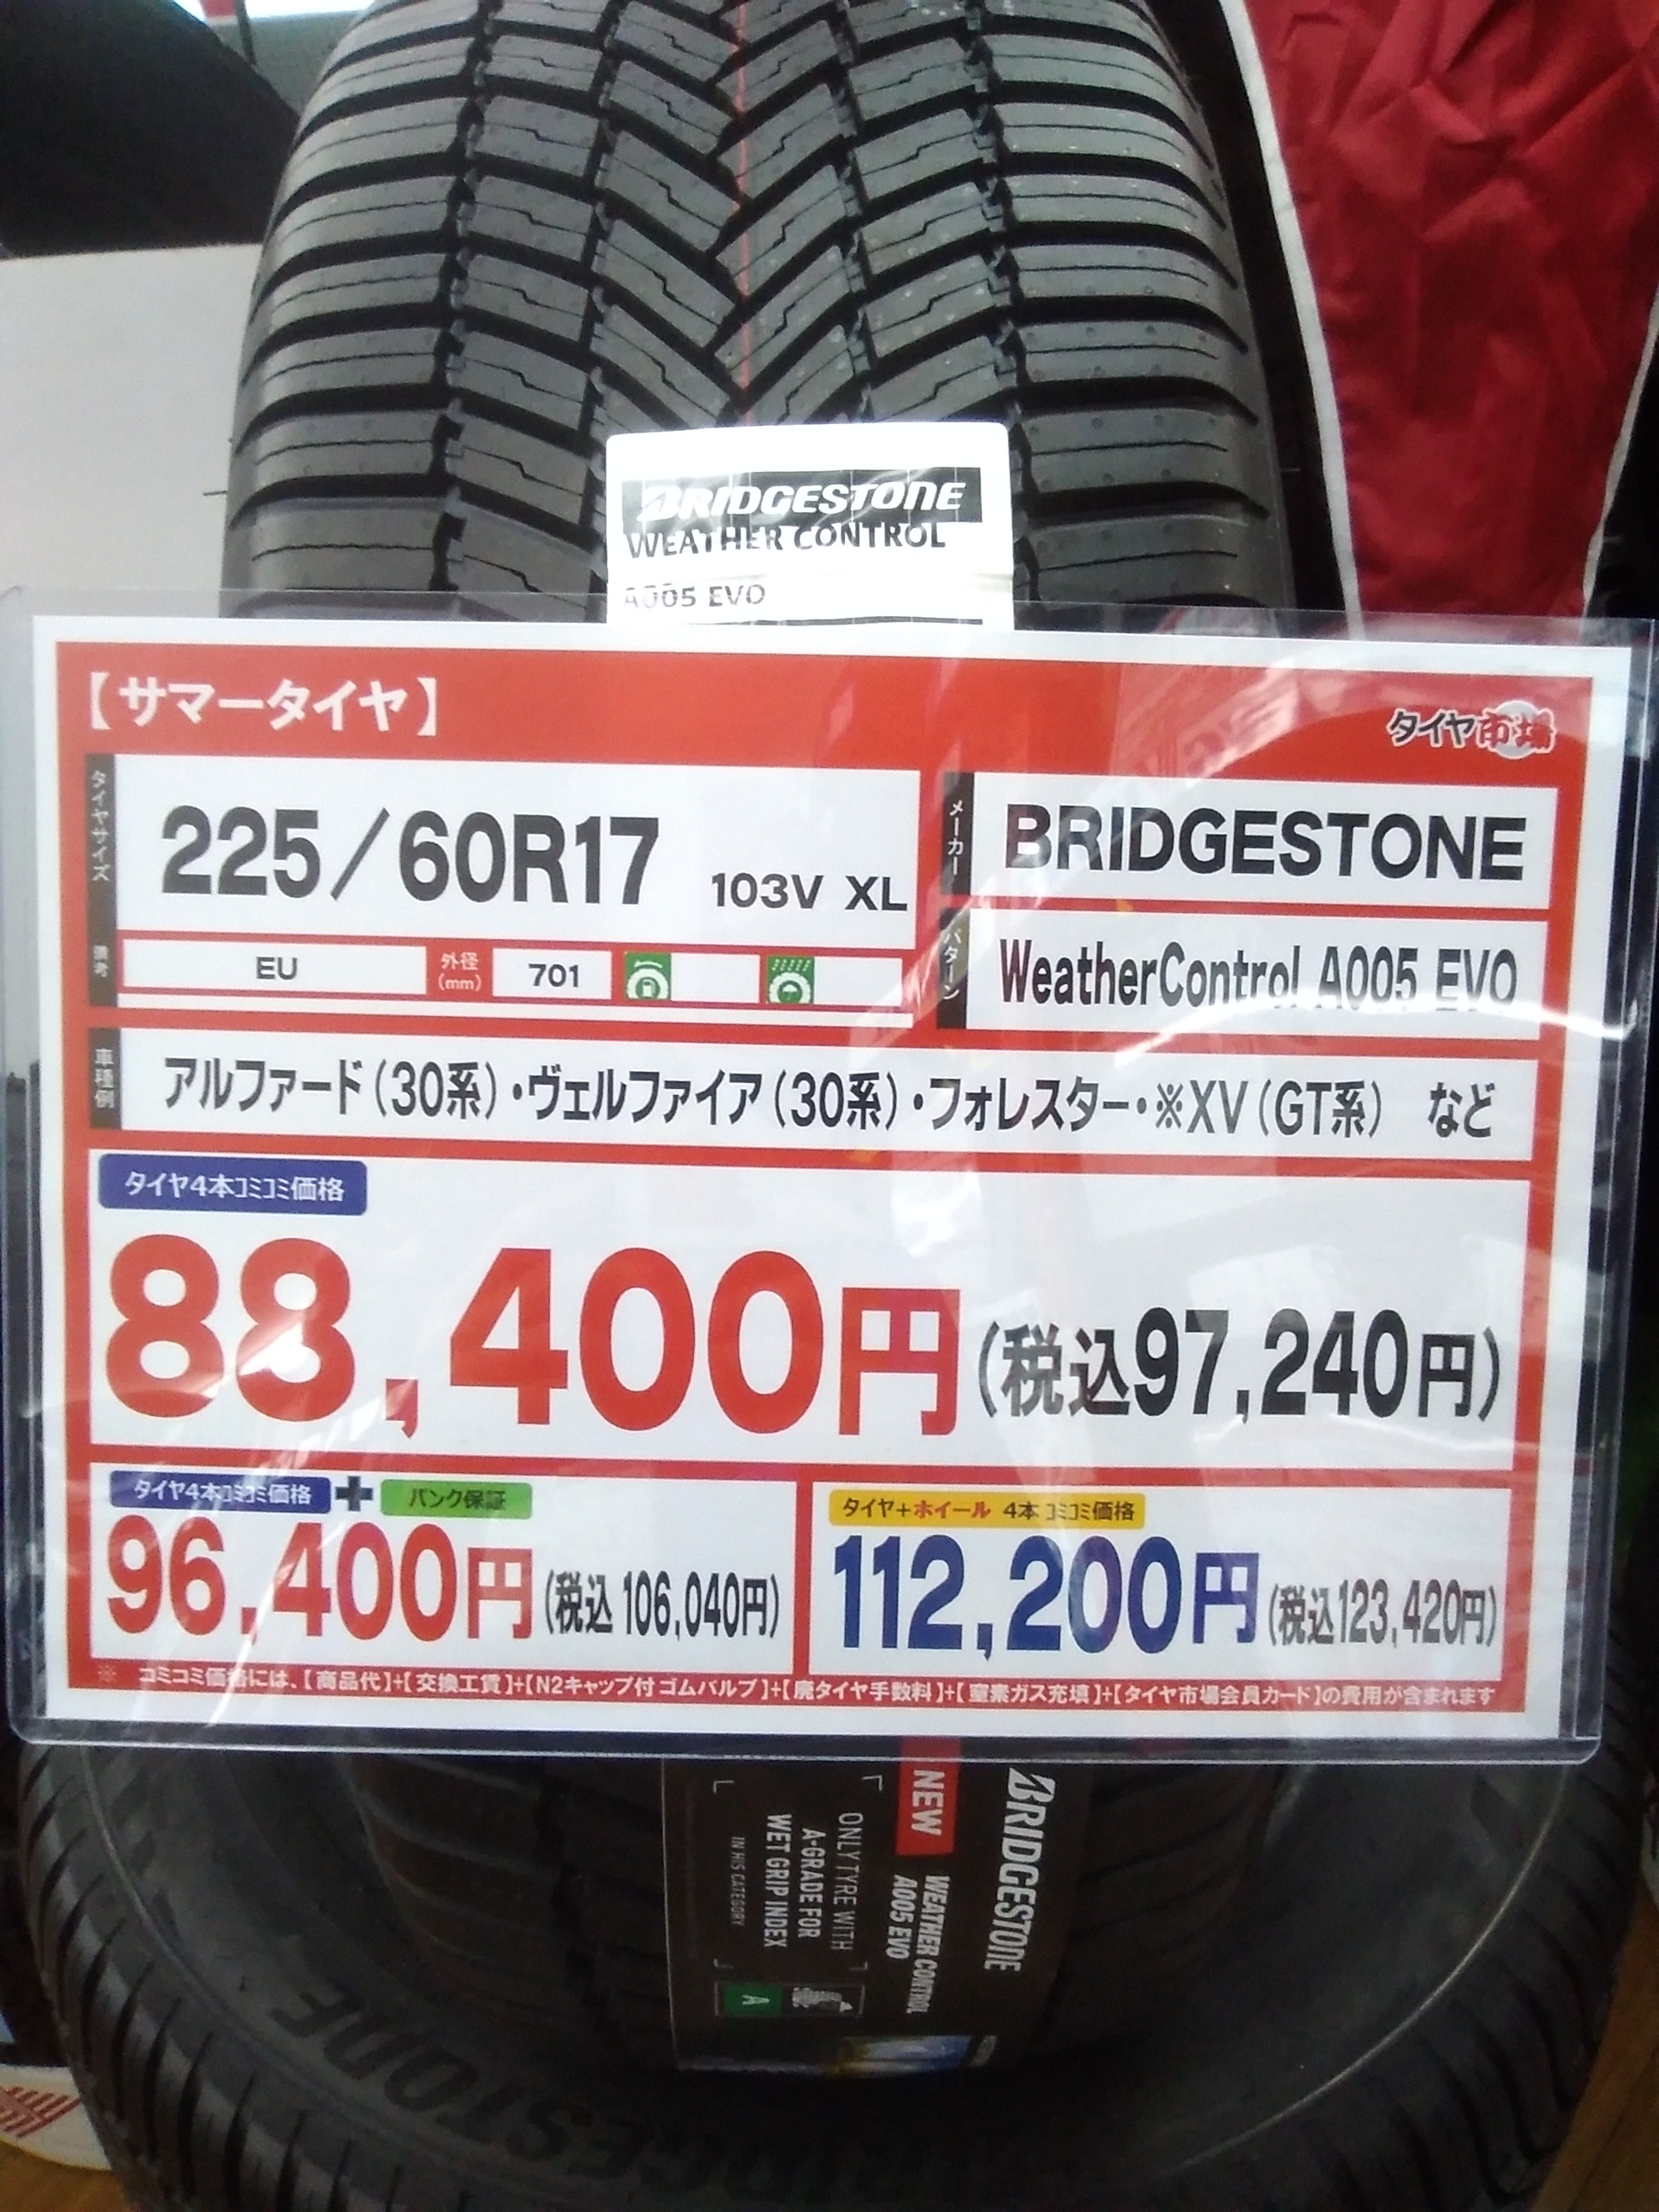 BRIDGESTONE
WEATHER CONTROL
A005 EVO
【サマータイヤ】
タイヤ市場
タイヤサイズ
225/60R17 103V XL
メーカー
BRIDGESTONE
備考
EU
外径(mm)
701
パターン
WeatherControl A005 EVO
車種例
アルファード(30系)・ヴェルファイア(30系)・フォレスター・※XV(GT系) など
タイヤ4本コミコミ価格
88,400円(税込97,240円)
タイヤ4本コミコミ価格+パンク保証
96,400円(税込106,040円)
タイヤ+ホイール 4本 コミコミ価格
112,200円(税込123,420円)
※ コミコミ価格には、【商品代】+【交換工賃】+【N2キャップ付ゴムバルブ】+【廃タイヤ手数料】+【窒素ガス充填】+【タイヤ市場会員カード】の費用が含まれます
BRIDGESTONE
NEW
WEATHER CONTROL
A005 EVO
ONLY TYRE WITH
A-GRADE FOR
WET GRIP INDEX
IN HIS CATEGORY
A
BRIDGESTONE